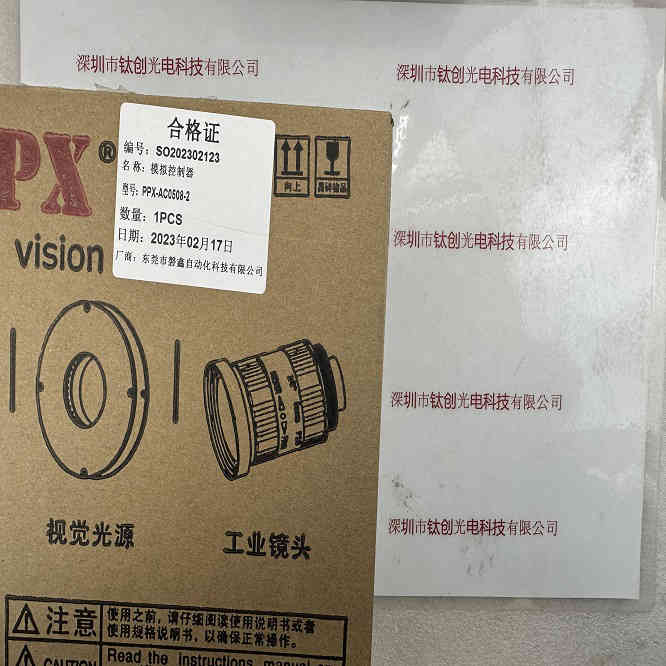 深圳市钛创光电科技有限公司
深圳市钛创光电科技有限公司
PPX®
vision
合格证
编号：SO202302123
名称：模拟控制器
型号：PPX-AC0508-2
数量：1PCS
日期：2023年02月17日
厂商：东莞市磐鑫自动化科技有限公司
向上
易碎物品
深圳市钛创光电科技有限公司
深圳市钛创光电科技有限公司
深圳市钛创光电科技有限公司
视觉光源
工业镜头
注意
使用之前，请仔细阅读使用说明书或者
使用规格说明书，以确保正常操作。
CAUTION
Read the instructions manual